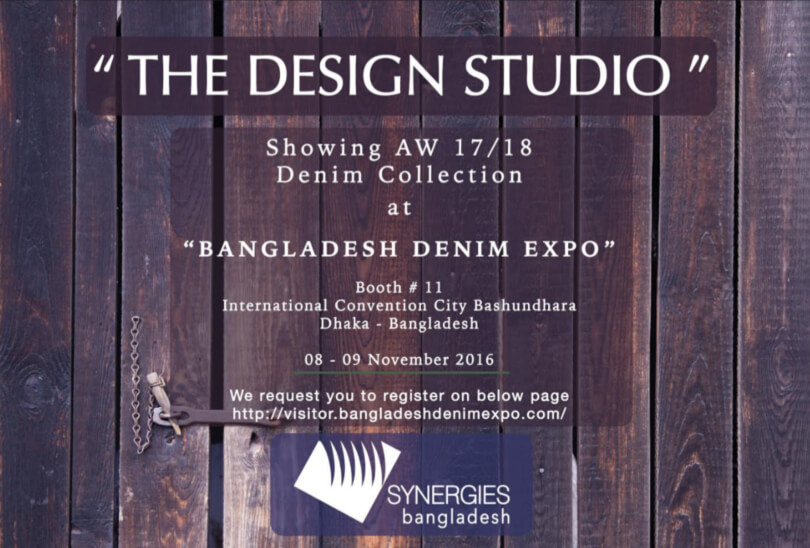 “ THE DESIGN STUDIO ”
Showing AW 17/18
Denim Collection
at
“BANGLADESH DENIM EXPO”
Booth # 11
International Convention City Bashundhara
Dhaka - Bangladesh
08 - 09 November 2016
We request you to register on below page
http://visitor.bangladeshdenimexpo.com/
SYNERGIES
bangladesh